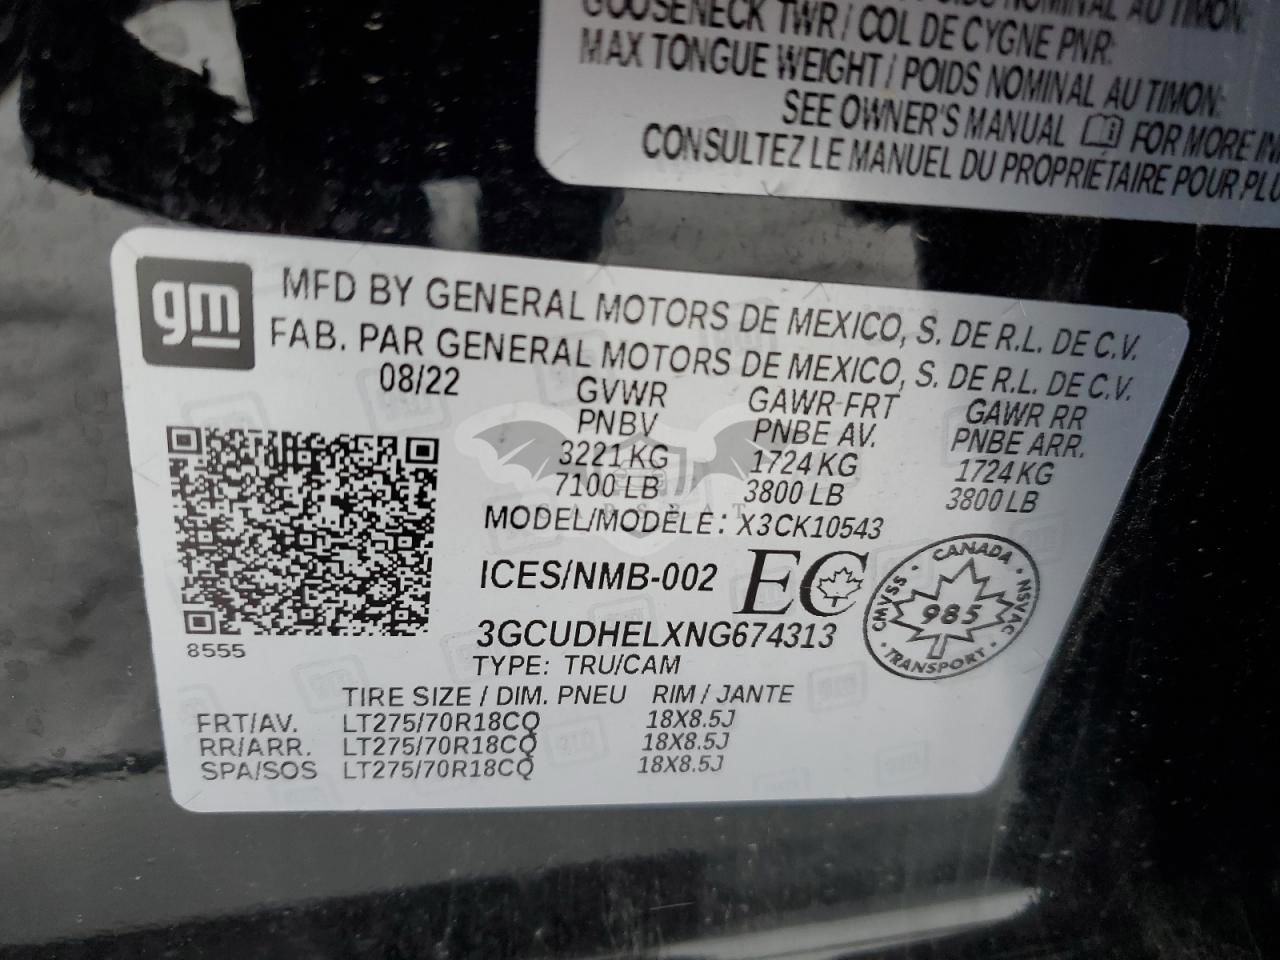 POIDS NOMINAL AU TIMON:
GOOSENECK TWR / COL DE CYGNE PNR:
MAX TONGUE WEIGHT / POIDS NOMINAL AU TIMON:
SEE OWNER'S MANUAL FOR MORE
CONSULTEZ LE MANUEL DU PROPRIÉTAIRE POUR
gm
MFD BY GENERAL MOTORS DE MEXICO, S. DE R.L. DE C.V.
FAB. PAR GENERAL MOTORS DE MEXICO, S. DE R.L. DE C.V.
08/22 GVWR GAWR FRT GAWR RR
PNBV PNBE AV. PNBE ARR.
3221 KG 1724 KG 1724 KG
7100 LB 3800 LB 3800 LB
MODEL/MODÈLE: X3CK10543
ICES/NMB-002 EC
CANADA
CMVSS 985 NSVAC
TRANSPORT
3GCUDHELXNG674313
8555
TYPE: TRU/CAM
TIRE SIZE / DIM. PNEU RIM / JANTE
FRT/AV. LT275/70R18CQ 18X8.5J
RR/ARR. LT275/70R18CQ 18X8.5J
SPA/SOS LT275/70R18CQ 18X8.5J